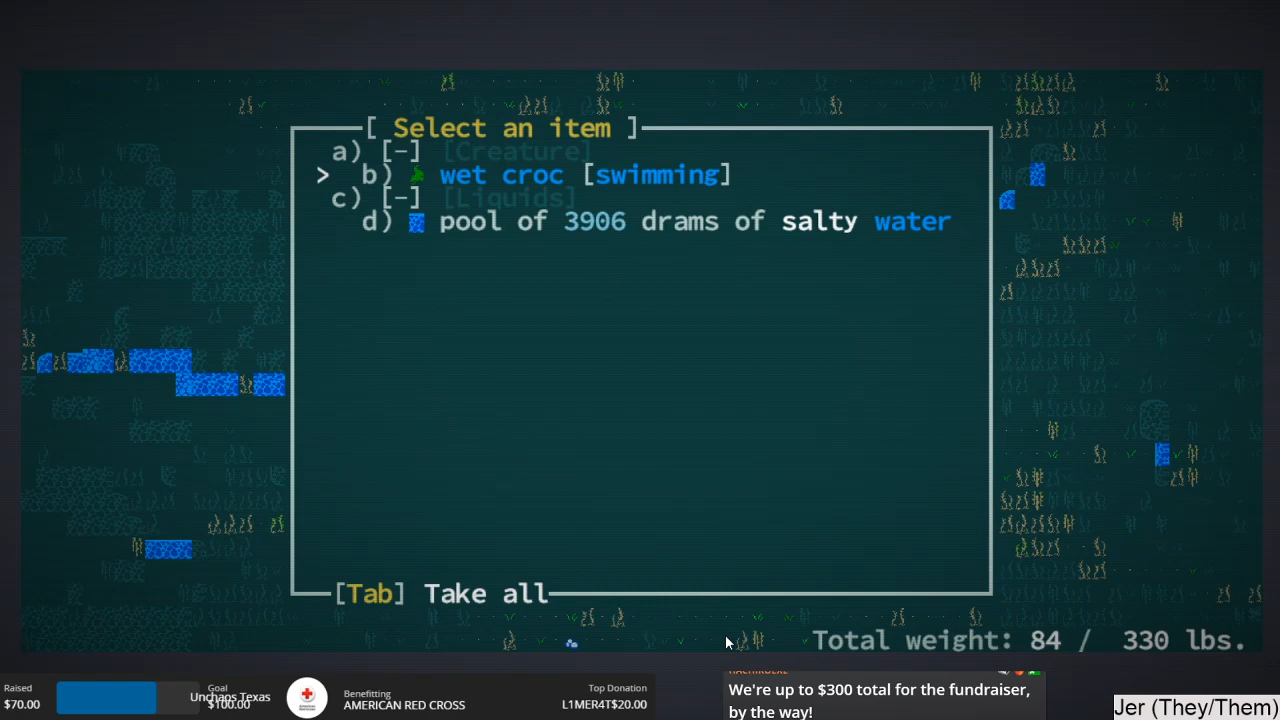 [ Select an item ]
a) [-] [Creature]
> b) wet croc [swimming]
c) [-] [Liquids]
d) pool of 3906 drams of salty water
[Tab] Take all
Total weight: 84 / 330 lbs.
Raised
$70.00
Goal
Unchaos Texas
Benefitting
AMERICAN RED CROSS
Top Donation
L1MER4T$20.00
We're up to $300 total for the fundraiser,
by the way!
Jer (They/Them)